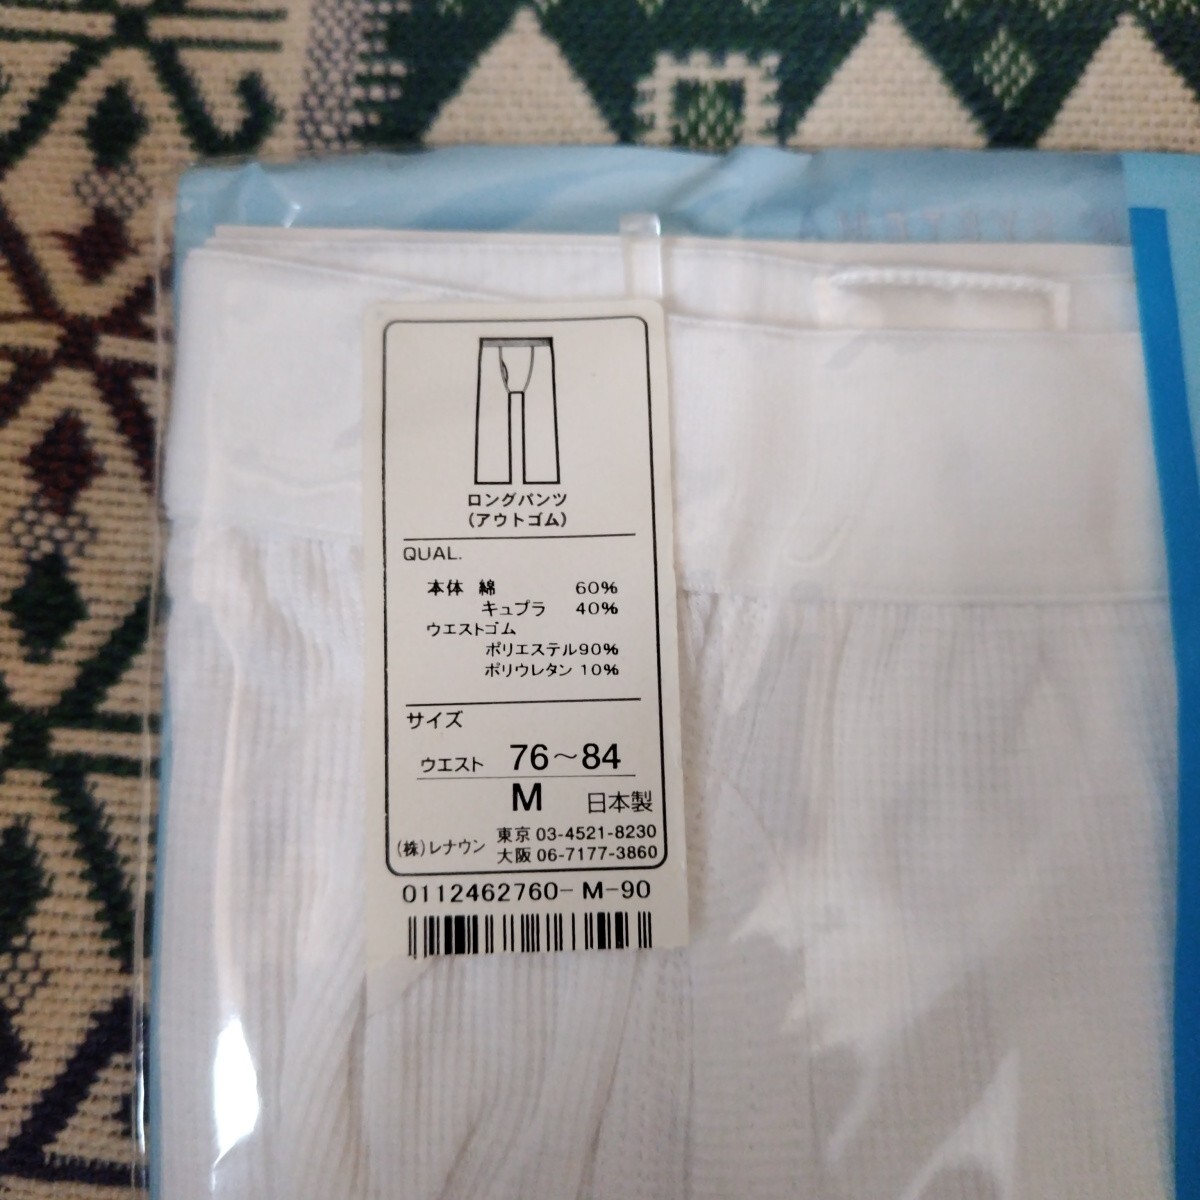 ロングパンツ
(アウトゴム)
QUAL.
本体 綿 60%
キュプラ 40%
ウエストゴム
ポリエステル90%
ポリウレタン 10%
サイズ
ウエスト 76～84
M 日本製
(株)レナウン 東京 03-4521-8230
大阪 06-7177-3860
0112462760-M-90